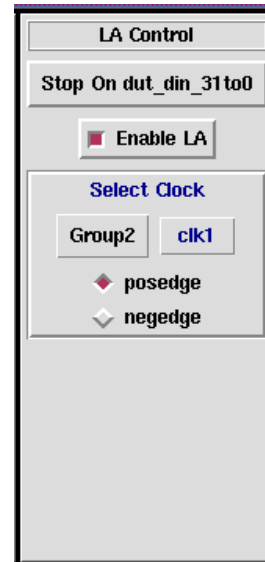 LA Control
Stop On dut_din_31to0
Enable LA
Select Clock
Group2 clk1
posedge
negedge